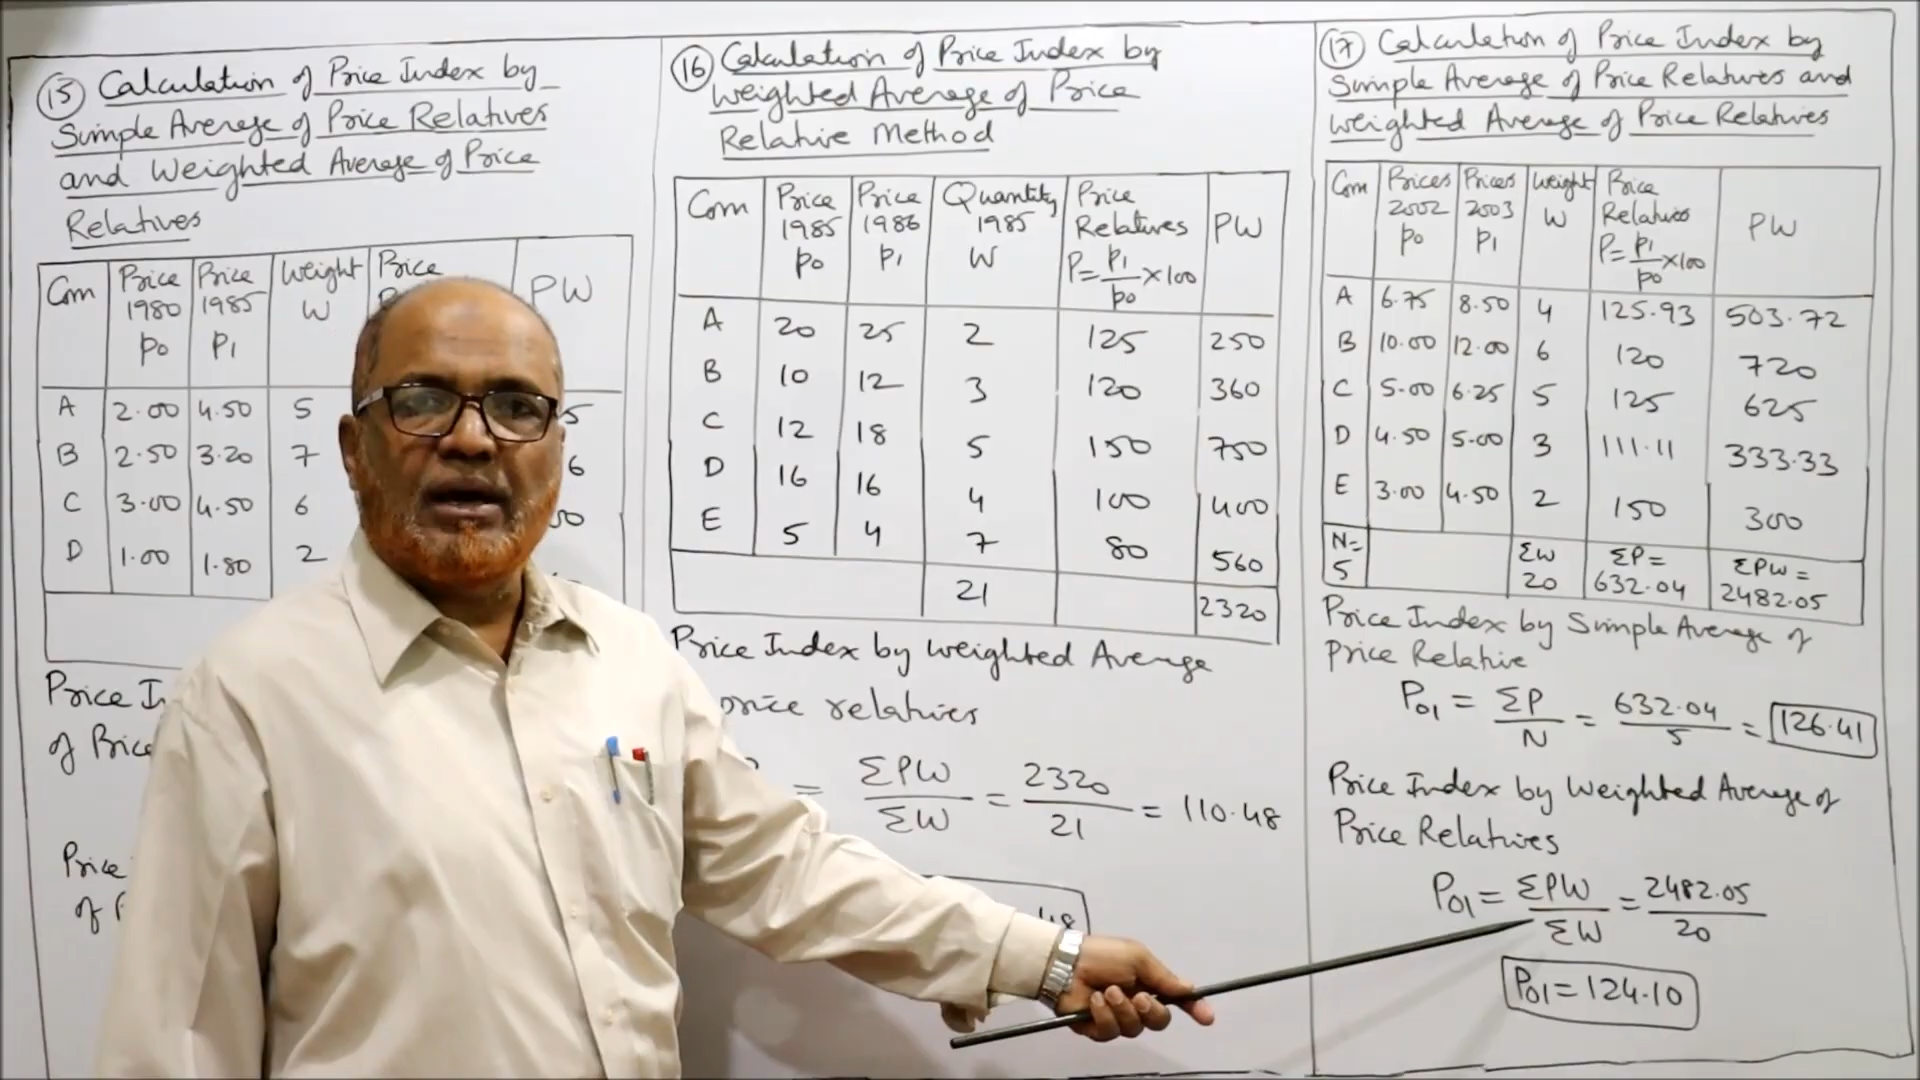 15 Calculation of Price Index by
Simple Average of Price Relatives
and Weighted Average of Price
Relatives
Com Price 1980 p0 Price 1985 p1 Weight W Price PW
A 2.00 4.50 5 5
B 2.50 3.20 7 6
C 3.00 4.50 6
D 1.00 1.80 2
Price
of Price
Price
of
16 Calculation of Price Index by
Weighted Average of Price
Relative Method
Com Price 1985 p0 Price 1986 p1 Quantity 1985 W Price Relatives P=p1/p0×100 PW
A 20 25 2 125 250
B 10 12 3 120 360
C 12 18 5 150 750
D 16 16 4 100 400
E 5 4 7 80 560
21 2320
Price Index by Weighted Average
price relatives
= ΣPW/ΣW = 2320/21 = 110.48
17 Calculation of Price Index by
Simple Average of Price Relatives and
Weighted Average of Price Relatives
Com Prices 2002 p0 Prices 2003 p1 Weight W Price Relatives P=p1/p0×100 PW
A 6.75 8.50 4 125.93 503.72
B 10.00 12.00 6 120 720
C 5.00 6.25 5 125 625
D 4.50 5.00 3 111.11 333.33
E 3.00 4.50 2 150 300
N=5 ΣW 20 ΣP=632.04 ΣPW=2482.05
Price Index by Simple Average of
Price Relative
P01 = ΣP/N = 632.04/5 = 126.41
Price Index by Weighted Average of
Price Relatives
P01 = ΣPW/ΣW = 2482.05/20
P01 = 124.10